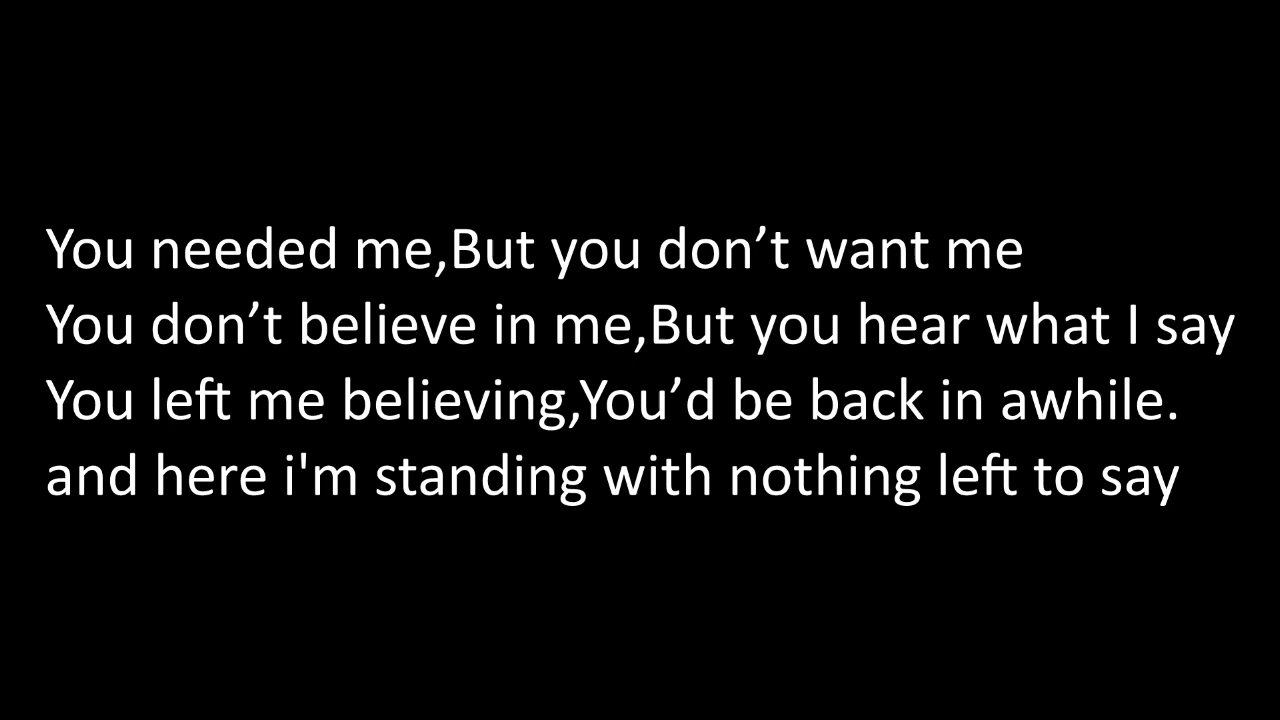 You needed me,But you don’t want me
You don’t believe in me,But you hear what I say
You left me believing,You’d be back in awhile.
and here i'm standing with nothing left to say